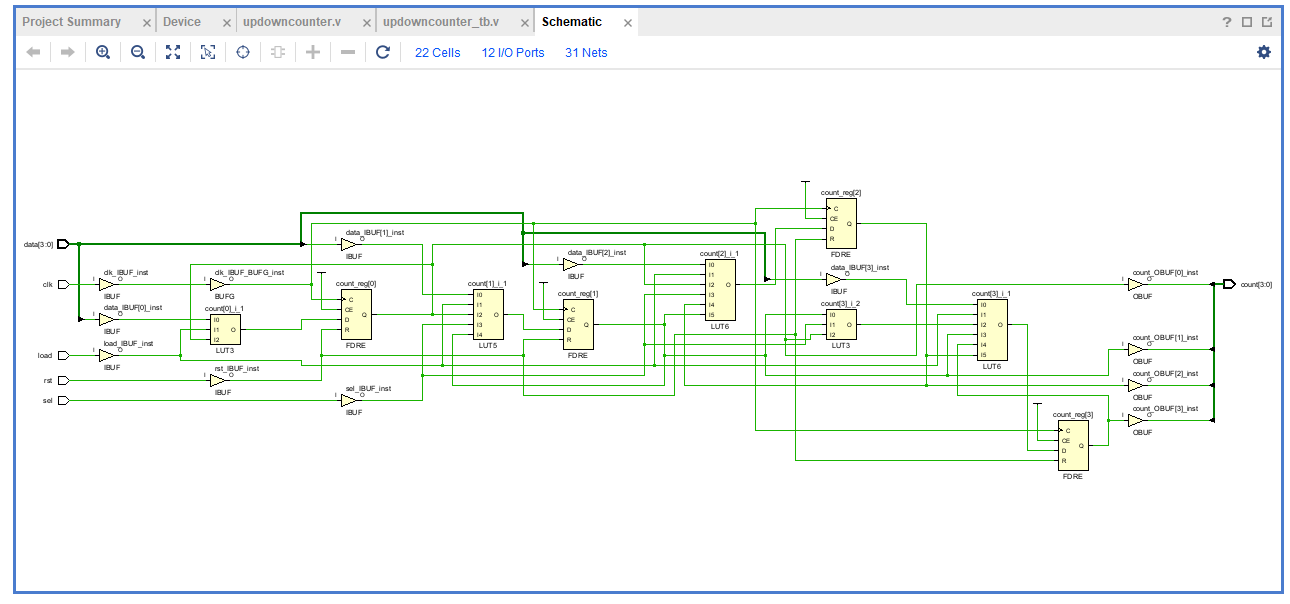 Project Summary × Device × updowncounter.v × updowncounter_tb.v × Schematic × ?
22 Cells 12 I/O Ports 31 Nets
count_reg[2]
C
CE
D
R
Q
FDRE
data[3:0]
data_IBUF[1]_inst
I O
IBUF
data_IBUF[2]_inst
I O
IBUF
count[2]_i_1
I0
I1
I2
I3
I4
I5
O
LUT6
data_IBUF[3]_inst
I O
IBUF
clk
clk_IBUF_inst
I O
IBUF
clk_IBUF_BUFG_inst
I O
BUFG
count_reg[0]
C
CE
D
R
Q
FDRE
count[1]_i_1
I0
I1
I2
I3
I4
O
LUT5
count_reg[1]
C
CE
D
R
Q
FDRE
count[3]_i_2
I0
I1
I2
O
LUT3
count[3]_i_1
I0
I1
I2
I3
I4
I5
O
LUT6
count_OBUF[0]_inst
I O
OBUF
count[3:0]
data_IBUF[0]_inst
I O
IBUF
count[0]_i_1
I0
I1
I2
O
LUT3
load
load_IBUF_inst
I O
IBUF
count_OBUF[1]_inst
I O
OBUF
rst
rst_IBUF_inst
I O
IBUF
count_OBUF[2]_inst
I O
OBUF
sel
sel_IBUF_inst
I O
IBUF
count_OBUF[3]_inst
I O
OBUF
count_reg[3]
C
CE
D
R
Q
FDRE